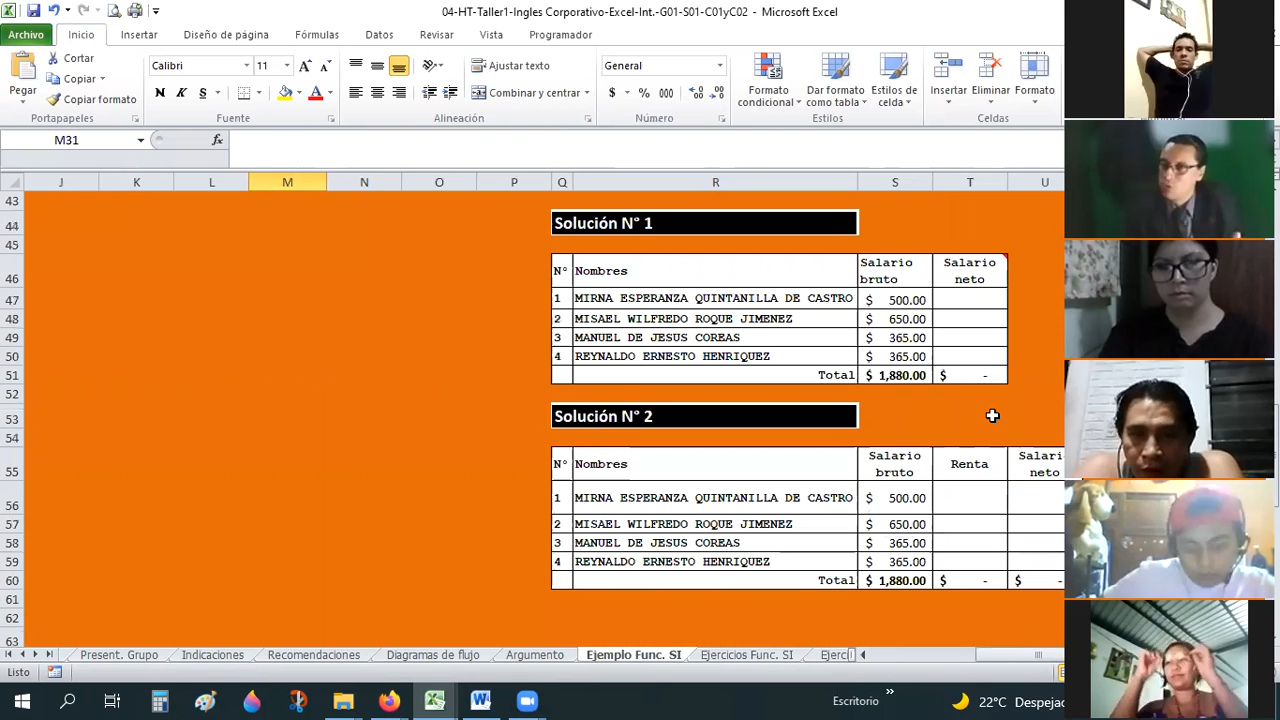 04-HT-Taller1-Ingles Corporativo-Excel-Int.-G01-S01-C01yC02 - Microsoft Excel
Archivo Inicio Insertar Diseño de página Fórmulas Datos Revisar Vista Programador
Pegar
Cortar
Copiar
Copiar formato
Portapapeles
Calibri 11
N K S
Fuente
Ajustar texto
Combinar y centrar
Alineación
General
$ % 000
Número
Formato condicional
Dar formato como tabla
Estilos de celda
Estilos
Insertar Eliminar Formato
Celdas
M31 fx
J K L M N O P Q R S T U
43
44 Solución N° 1
45
46 N° Nombres Salario bruto Salario neto
47 1 MIRNA ESPERANZA QUINTANILLA DE CASTRO $ 500.00
48 2 MISAEL WILFREDO ROQUE JIMENEZ $ 650.00
49 3 MANUEL DE JESUS COREAS $ 365.00
50 4 REYNALDO ERNESTO HENRIQUEZ $ 365.00
51 Total $ 1,880.00 $ -
52
53 Solución N° 2
54
55 N° Nombres Salario bruto Renta Salari neto
56 1 MIRNA ESPERANZA QUINTANILLA DE CASTRO $ 500.00
57 2 MISAEL WILFREDO ROQUE JIMENEZ $ 650.00
58 3 MANUEL DE JESUS COREAS $ 365.00
59 4 REYNALDO ERNESTO HENRIQUEZ $ 365.00
60 Total $ 1,880.00 $ - $ -
61
62
63
Present. Grupo Indicaciones Recomendaciones Diagramas de flujo Argumento Ejemplo Func. SI Ejercicios Func. SI Ejerci
Listo
Escritorio » 22°C Despejad